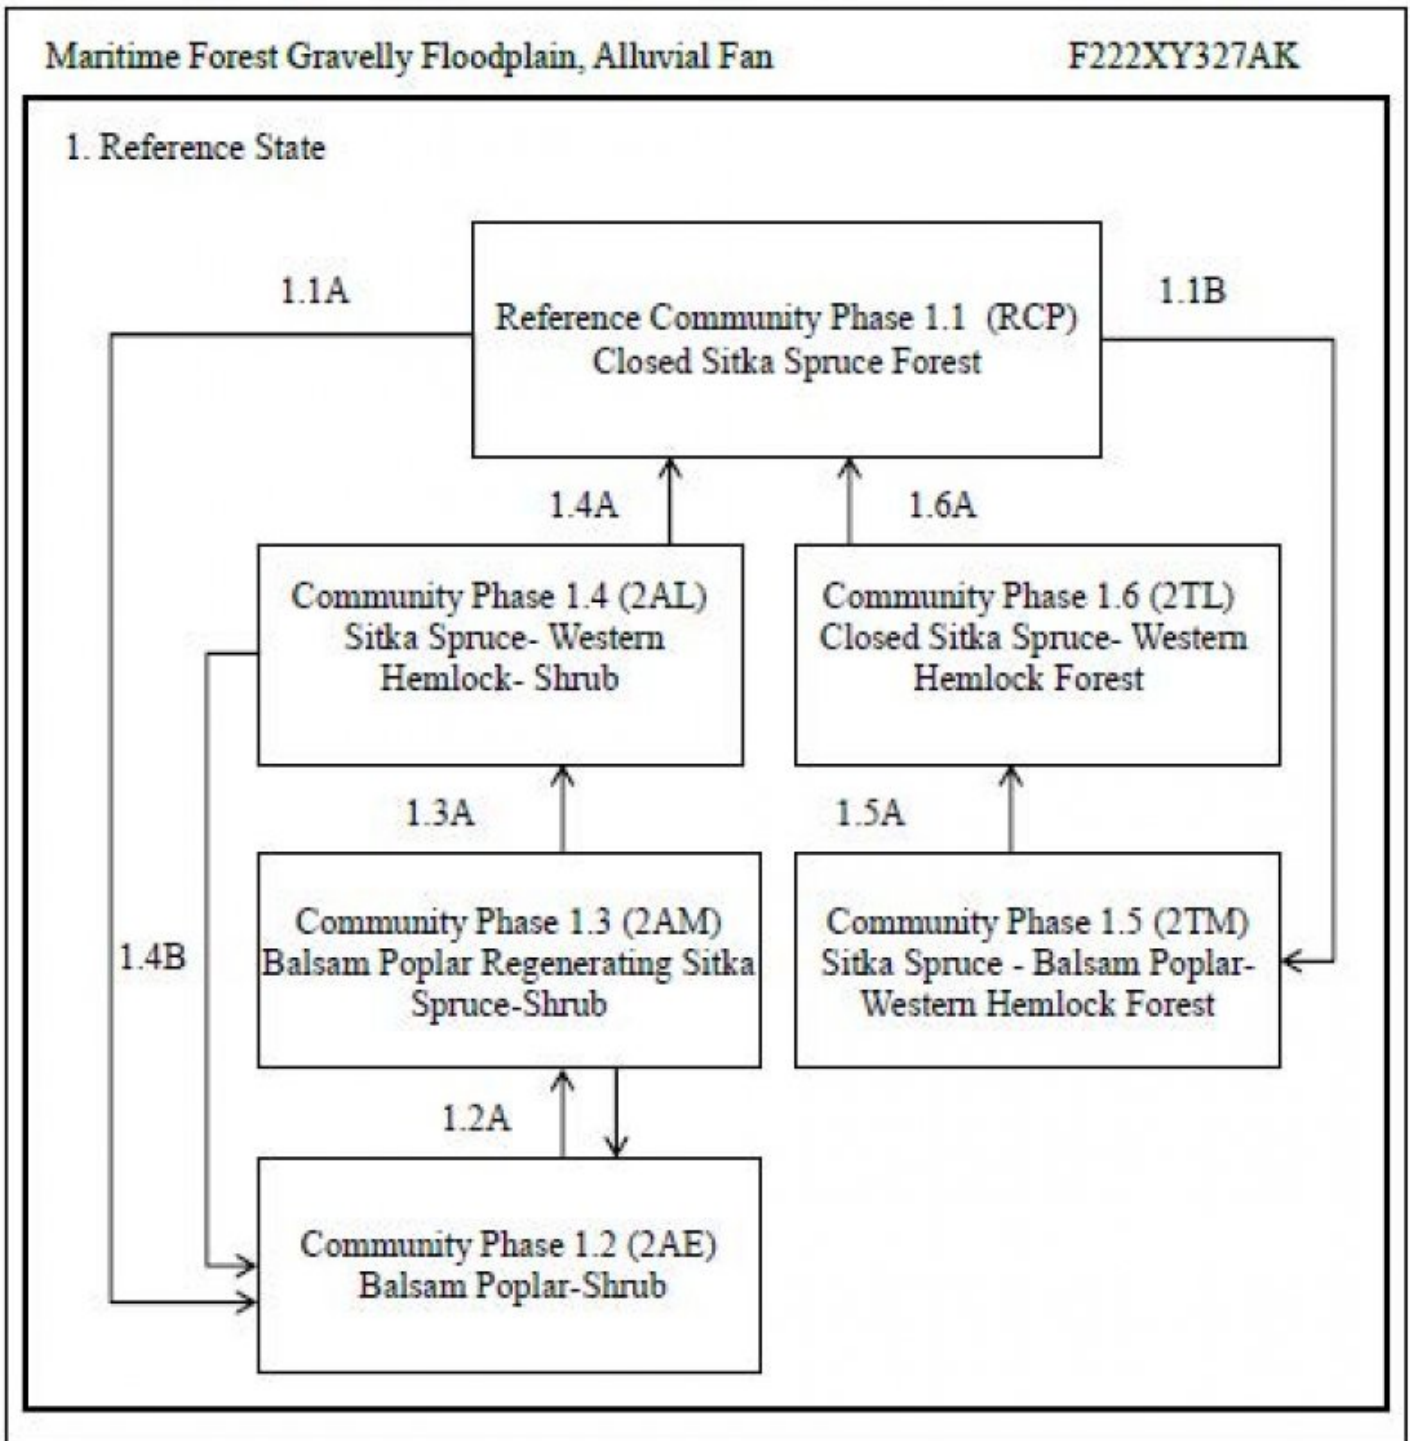 Maritime Forest Gravelly Floodplain, Alluvial Fan F222XY327AK
1. Reference State
1.1A
1.1B
Reference Community Phase 1.1 (RCP)
Closed Sitka Spruce Forest
1.4A
1.6A
Community Phase 1.4 (2AL)
Sitka Spruce- Western
Hemlock- Shrub
Community Phase 1.6 (2TL)
Closed Sitka Spruce- Western
Hemlock Forest
1.3A
1.5A
Community Phase 1.3 (2AM)
Balsam Poplar Regenerating Sitka
Spruce-Shrub
Community Phase 1.5 (2TM)
Sitka Spruce - Balsam Poplar-
Western Hemlock Forest
1.4B
1.2A
Community Phase 1.2 (2AE)
Balsam Poplar-Shrub